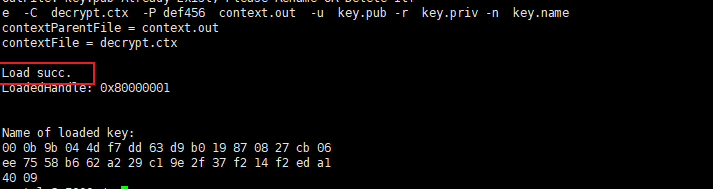 e  -C  decrypt.ctx  -P def456  context.out  -u  key.pub -r  key.priv -n  key.name
contextParentFile = context.out
contextFile = decrypt.ctx
Load succ.
LoadedHandle: 0x80000001
Name of loaded key:
00 0b 9b 04 4d f7 dd 63 d9 b0 19 87 08 27 cb 06
ee 75 58 b6 62 a2 29 c1 9e 2f 37 f2 14 f2 ed a1
40 09